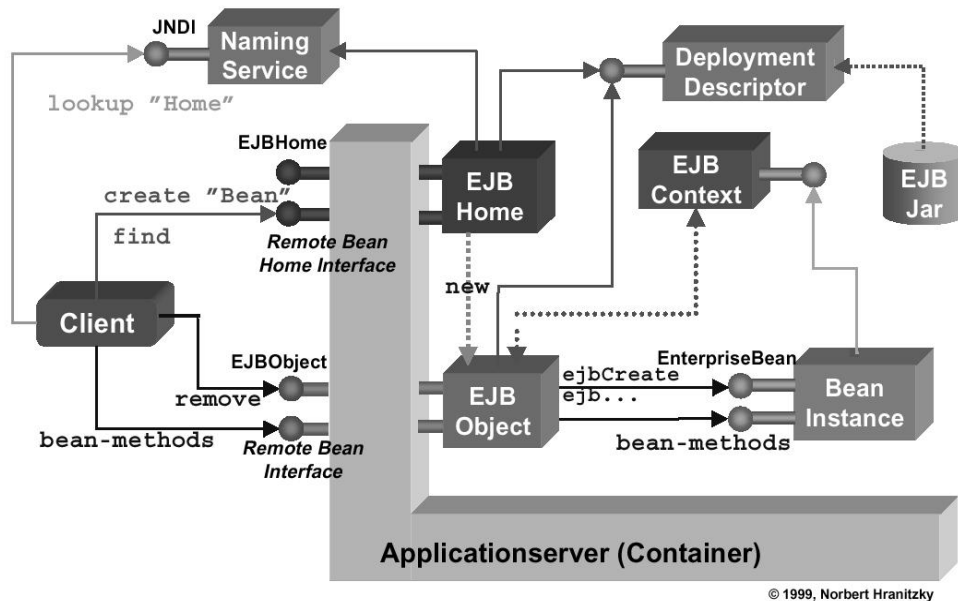 JNDI
Naming
Service
Deployment
Descriptor
lookup ″Home″
EJBHome
EJB
Home
EJB
Context
EJB
Jar
create ″Bean″
find
Remote Bean
Home Interface
new
Client
EJBObject
remove
bean-methods
Remote Bean
Interface
EJB
Object
ejbCreate
ejb...
EnterpriseBean
Bean
Instance
bean-methods
Applicationserver (Container)
© 1999, Norbert Hranitzky